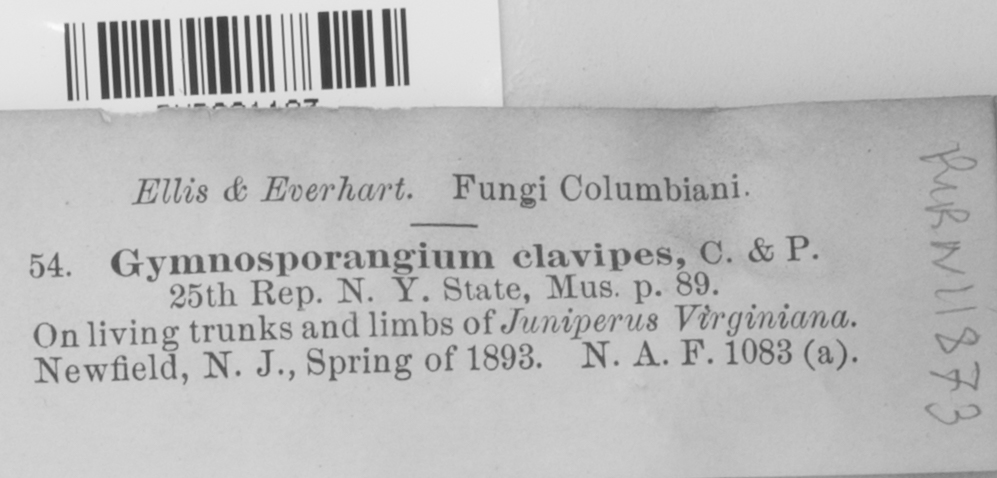 Ellis & Everhart. Fungi Columbiani.
54. Gymnosporangium clavipes, C. & P.
25th Rep. N. Y. State, Mus. p. 89.
On living trunks and limbs of Juniperus Virginiana.
Newfield, N. J., Spring of 1893. N. A. F. 1083 (a).